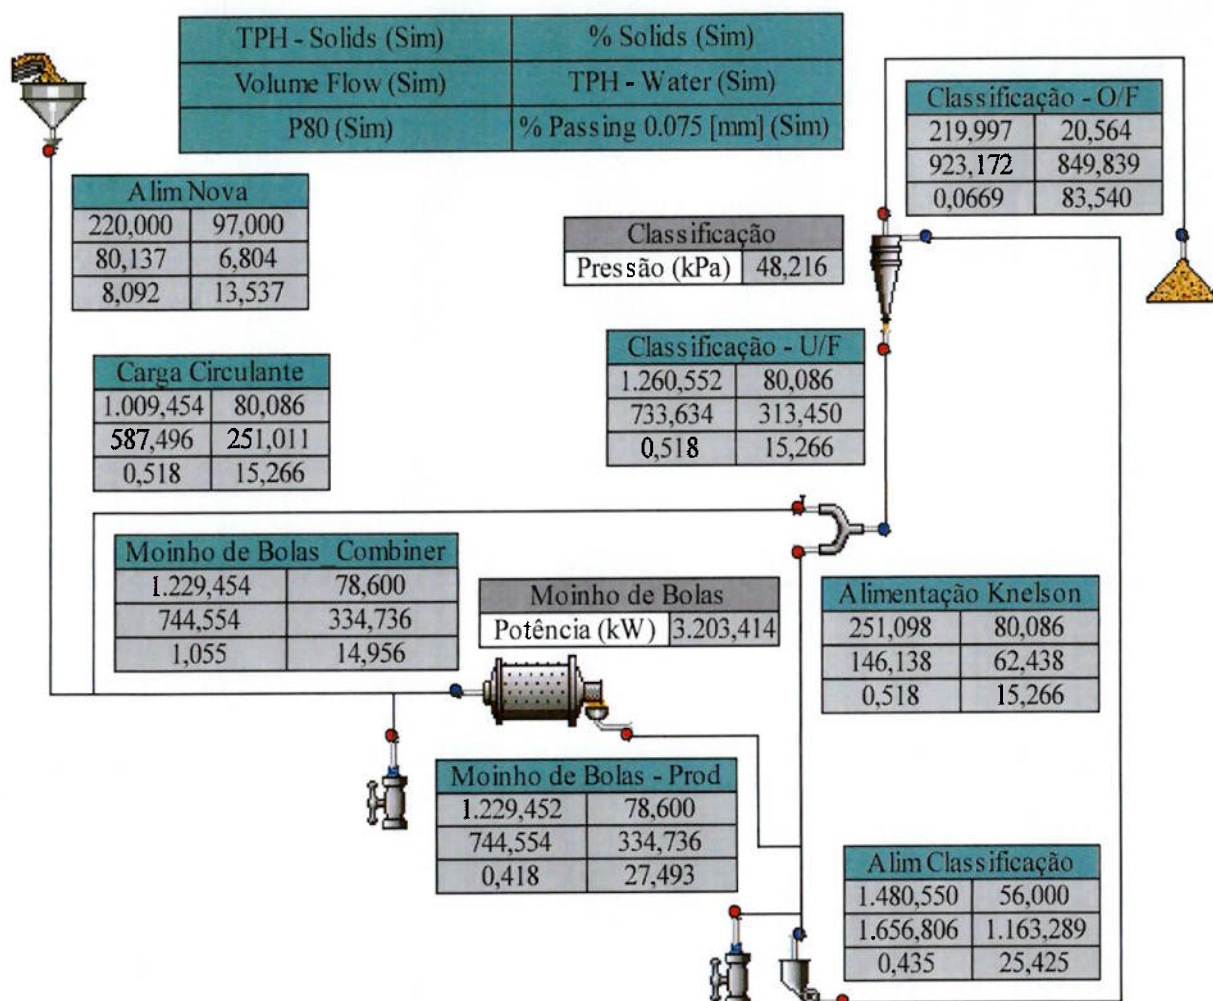 TPH - Solids (Sim) % Solids (Sim)
Volume Flow (Sim) TPH - Water (Sim)
P80 (Sim) % Passing 0.075 [mm] (Sim)
Classificação - O/F
219,997 20,564
923,172 849,839
0,0669 83,540
Alim Nova
220,000 97,000
80,137 6,804
8,092 13,537
Classificação
Pressão (kPa) 48,216
Classificação - U/F
1.260,552 80,086
733,634 313,450
0,518 15,266
Carga Circulante
1.009,454 80,086
587,496 251,011
0,518 15,266
Moinho de Bolas_Combiner
1.229,454 78,600
744,554 334,736
1,055 14,956
Moinho de Bolas
Potência (kW) 3.203,414
Alimentação Knelson
251,098 80,086
146,138 62,438
0,518 15,266
Moinho de Bolas - Prod
1.229,452 78,600
744,554 334,736
0,418 27,493
Alim Classificação
1.480,550 56,000
1.656,806 1.163,289
0,435 25,425